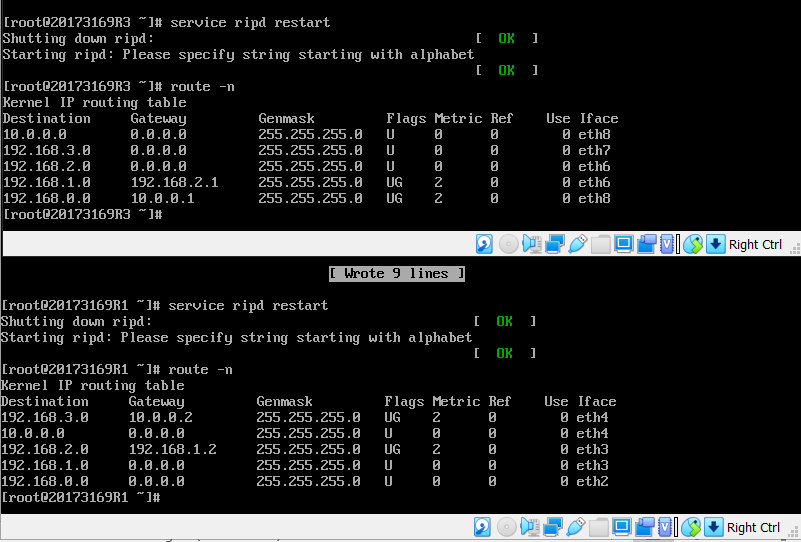 [root@20173169R3 ~]# service ripd restart
Shutting down ripd:                                        [  OK  ]
Starting ripd: Please specify string starting with alphabet
                                                           [  OK  ]
[root@20173169R3 ~]# route -n
Kernel IP routing table
Destination     Gateway         Genmask         Flags Metric Ref    Use Iface
10.0.0.0        0.0.0.0         255.255.255.0   U     0      0        0 eth8
192.168.3.0     0.0.0.0         255.255.255.0   U     0      0        0 eth7
192.168.2.0     0.0.0.0         255.255.255.0   U     0      0        0 eth6
192.168.1.0     192.168.2.1     255.255.255.0   UG    2      0        0 eth6
192.168.0.0     10.0.0.1        255.255.255.0   UG    2      0        0 eth8
[root@20173169R3 ~]#
Right Ctrl
[ Wrote 9 lines ]
[root@20173169R1 ~]# service ripd restart
Shutting down ripd:                                        [  OK  ]
Starting ripd: Please specify string starting with alphabet
                                                           [  OK  ]
[root@20173169R1 ~]# route -n
Kernel IP routing table
Destination     Gateway         Genmask         Flags Metric Ref    Use Iface
192.168.3.0     10.0.0.2        255.255.255.0   UG    2      0        0 eth4
10.0.0.0        0.0.0.0         255.255.255.0   U     0      0        0 eth4
192.168.2.0     192.168.1.2     255.255.255.0   UG    2      0        0 eth3
192.168.1.0     0.0.0.0         255.255.255.0   U     0      0        0 eth3
192.168.0.0     0.0.0.0         255.255.255.0   U     0      0        0 eth2
[root@20173169R1 ~]#
Right Ctrl